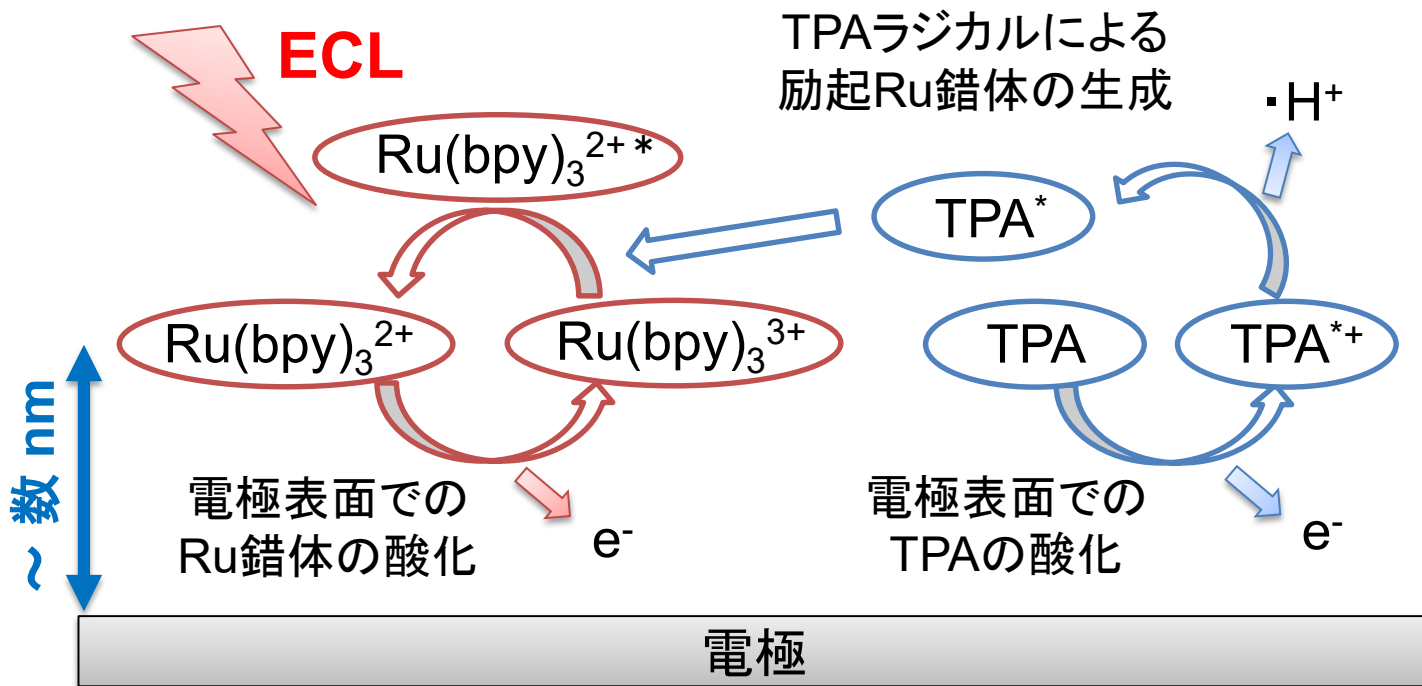 ECL
TPAラジカルによる
励起Ru錯体の生成
・H⁺
Ru(bpy)₃²⁺*
TPA*
Ru(bpy)₃²⁺
Ru(bpy)₃³⁺
TPA
TPA*⁺
~ 数 nm
電極表面での
Ru錯体の酸化
e⁻
電極表面での
TPAの酸化
e⁻
電極